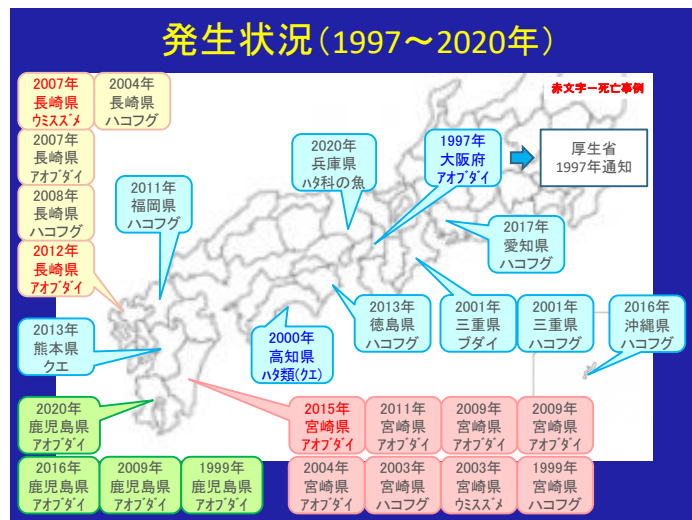 発生状況（1997～2020年）
赤文字－死亡事例
2007年
長崎県
ｳﾐｽｽﾞﾒ
2004年
長崎県
ハコフグ
2007年
長崎県
ｱｵﾌﾞﾀﾞｲ
2008年
長崎県
ハコフグ
2012年
長崎県
ｱｵﾌﾞﾀﾞｲ
2011年
福岡県
ハコフグ
2020年
兵庫県
ﾊﾀ科の魚
1997年
大阪府
ｱｵﾌﾞﾀﾞｲ
厚生省
1997年通知
2017年
愛知県
ハコフグ
2013年
熊本県
クエ
2000年
高知県
ﾊﾀ類(ｸｴ)
2013年
徳島県
ハコフグ
2001年
三重県
ブダイ
2001年
三重県
ハコフグ
2016年
沖縄県
ハコフグ
2020年
鹿児島県
ｱｵﾌﾞﾀﾞｲ
2016年
鹿児島県
ｱｵﾌﾞﾀﾞｲ
2009年
鹿児島県
ｱｵﾌﾞﾀﾞｲ
1999年
鹿児島県
ｱｵﾌﾞﾀﾞｲ
2015年
宮崎県
ｱｵﾌﾞﾀﾞｲ
2011年
宮崎県
ｱｵﾌﾞﾀﾞｲ
2009年
宮崎県
ｱｵﾌﾞﾀﾞｲ
2009年
宮崎県
ｱｵﾌﾞﾀﾞｲ
2004年
宮崎県
ｱｵﾌﾞﾀﾞｲ
2003年
宮崎県
ハコフグ
2003年
宮崎県
ｳﾐｽｽﾞﾒ
1999年
宮崎県
ハコフグ